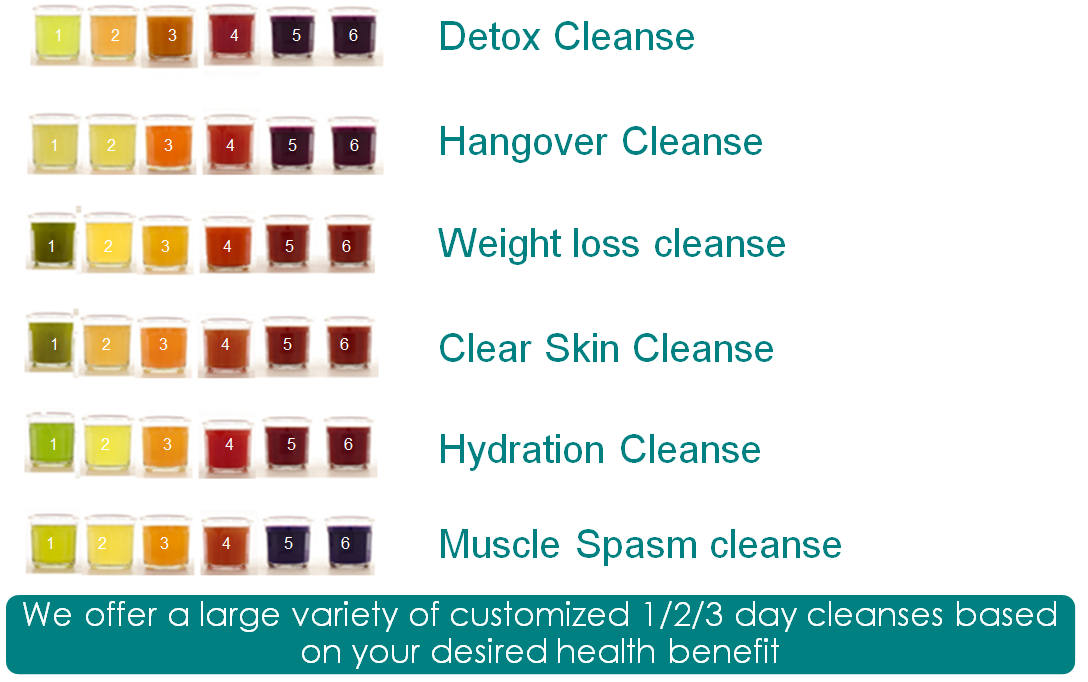 1 2 3 4 5 6 Detox Cleanse
1 2 3 4 5 6 Hangover Cleanse
1 2 3 4 5 6 Weight loss cleanse
1 2 3 4 5 6 Clear Skin Cleanse
1 2 3 4 5 6 Hydration Cleanse
1 2 3 4 5 6 Muscle Spasm cleanse
We offer a large variety of customized 1/2/3 day cleanses based
on your desired health benefit